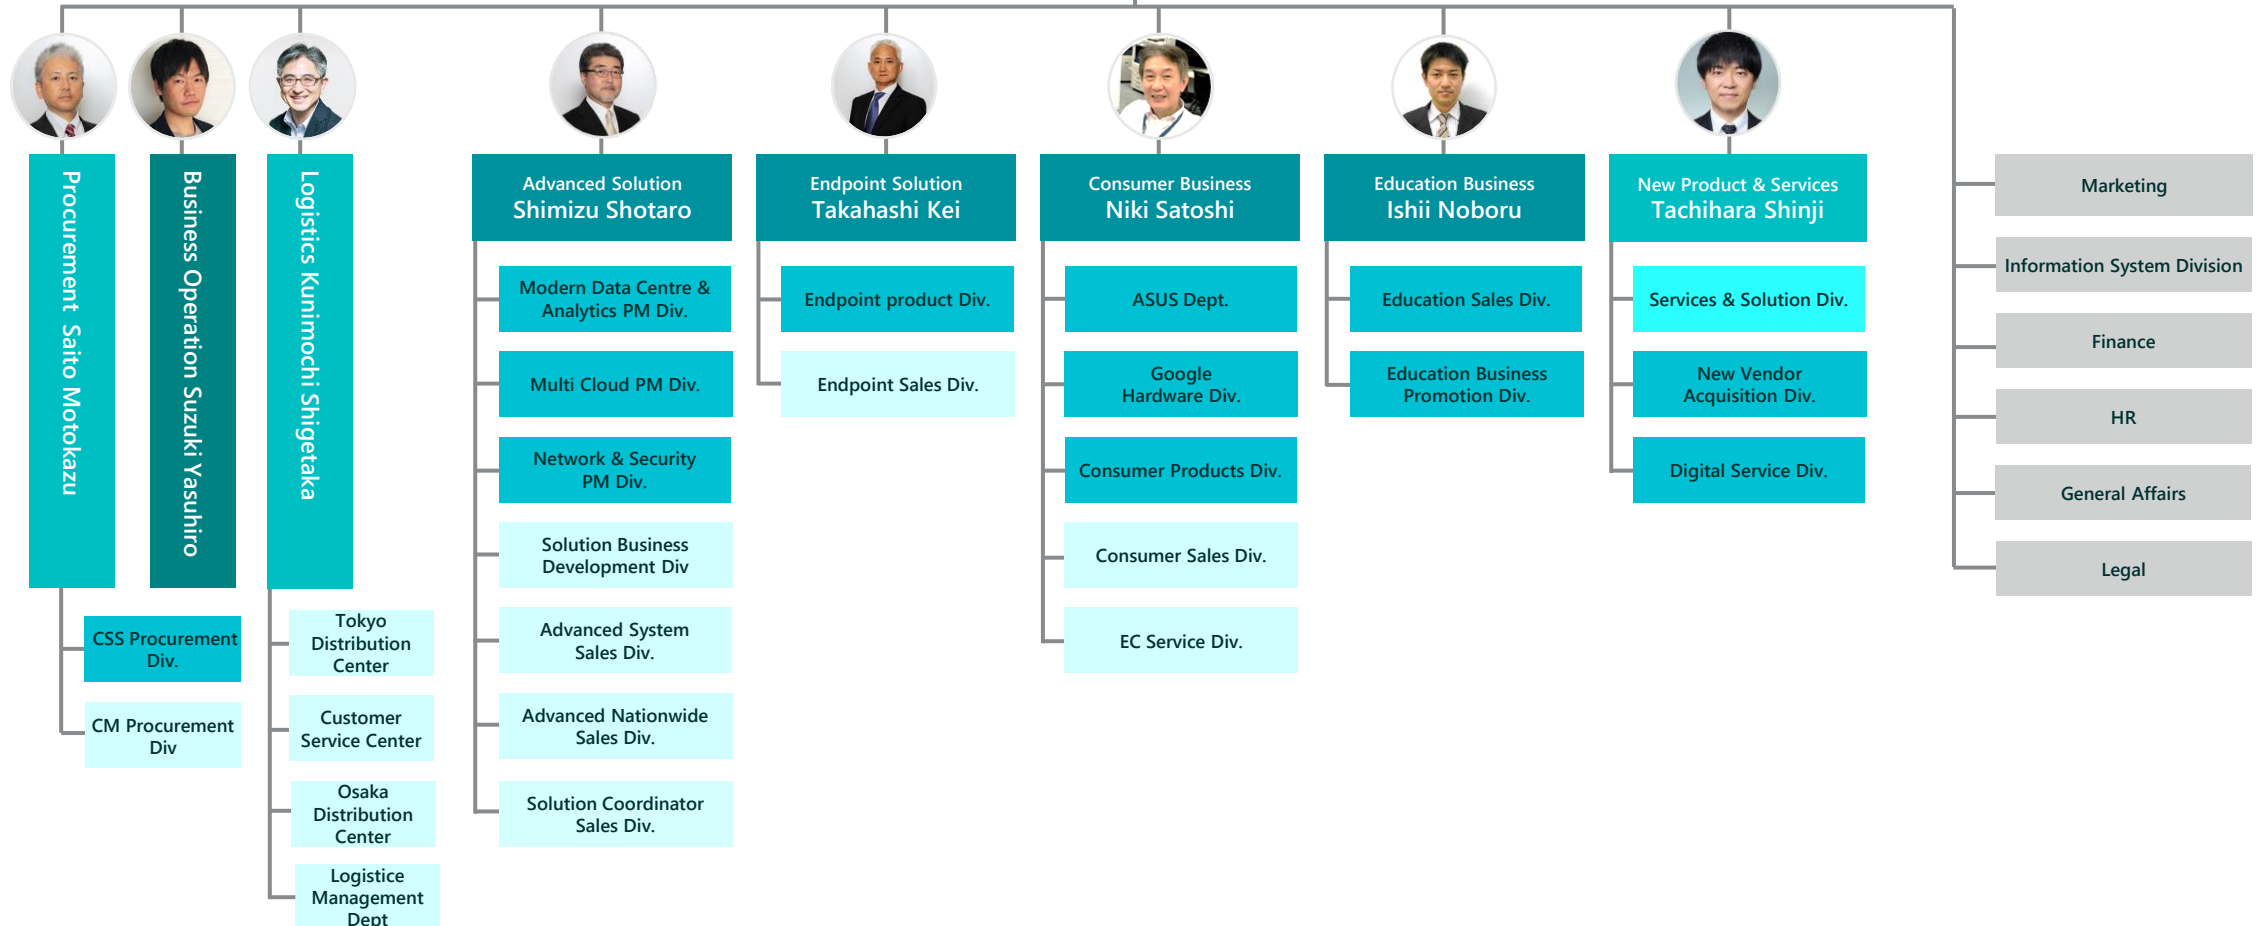 Procurement Saito Motokazu
Business Operation Suzuki Yasuhiro
Logistics Kunimochi Shigetaka
Advanced Solution
Shimizu Shotaro
Endpoint Solution
Takahashi Kei
Consumer Business
Niki Satoshi
Education Business
Ishii Noboru
New Product & Services
Tachihara Shinji
CSS Procurement
Div.
CM Procurement
Div
Tokyo
Distribution
Center
Customer
Service Center
Osaka
Distribution
Center
Logistice
Management
Dept
Modern Data Centre &
Analytics PM Div.
Multi Cloud PM Div.
Network & Security
PM Div.
Solution Business
Development Div
Advanced System
Sales Div.
Advanced Nationwide
Sales Div.
Solution Coordinator
Sales Div.
Endpoint product Div.
Endpoint Sales Div.
ASUS Dept.
Google
Hardware Div.
Consumer Products Div.
Consumer Sales Div.
EC Service Div.
Education Sales Div.
Education Business
Promotion Div.
Services & Solution Div.
New Vendor
Acquisition Div.
Digital Service Div.
Marketing
Information System Division
Finance
HR
General Affairs
Legal